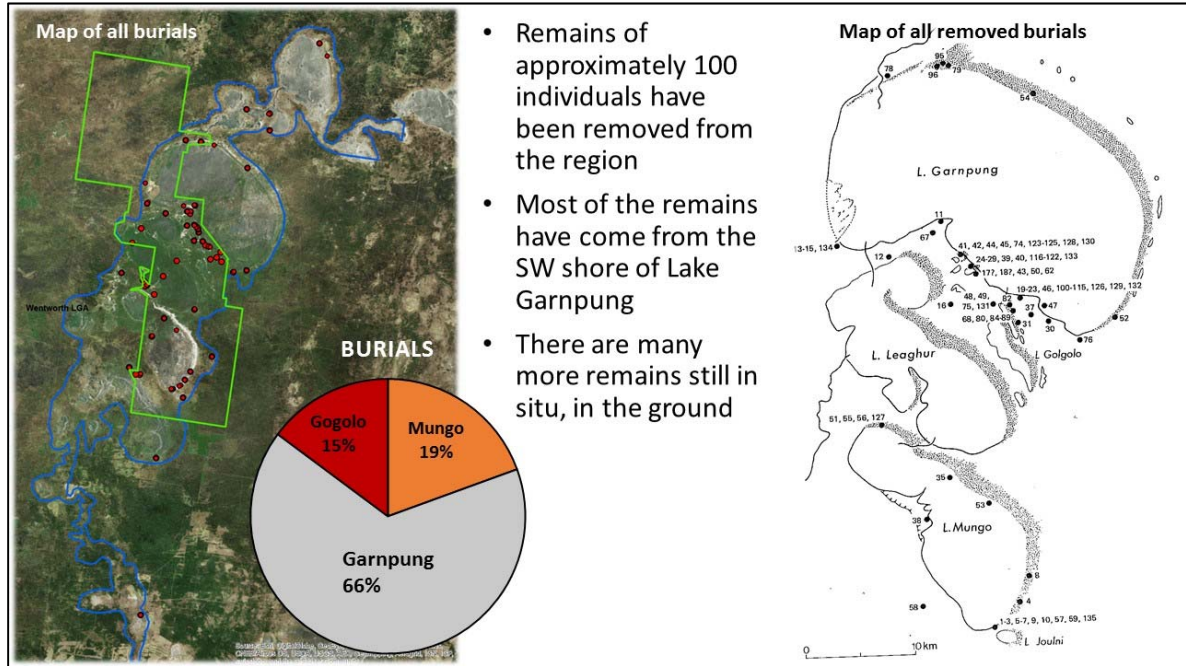 Map of all burials
Wentworth LGA
BURIALS
Gogolo
15%
Mungo
19%
Garnpung
66%
• Remains of
approximately 100
individuals have
been removed from
the region
• Most of the remains
have come from the
SW shore of Lake
Garnpung
• There are many
more remains still in
situ, in the ground
Map of all removed burials
95
78
96
79
54
L. Garnpung
11
67
13-15, 134
12
41, 42, 44, 45, 74, 123-125, 128, 130
24-29, 39, 40, 116-122, 133
177, 187, 43, 50, 62
19-23, 46, 100-115, 126, 129, 132
48, 49,
75, 131
82
16
37
47
68, 80, 84-89
31
30
52
76
L. Leaghur
L. Golgolo
51, 55, 56, 127
35
53
38
L. Mungo
8
4
58
1-3, 5-7, 9, 10, 57, 59, 135
L. Joulni
0
10 km